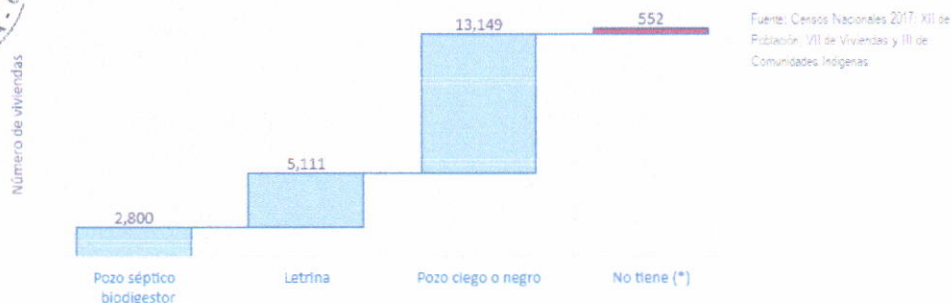 13,149
552
5,111
2,800
Número de viviendas
Pozo séptico
biodigestor
Letrina
Pozo ciego o negro
No tiene (*)
Fuente: Censos Nacionales 2017: XII de
Población, VII de Viviendas y III de
Comunidades Indígenas